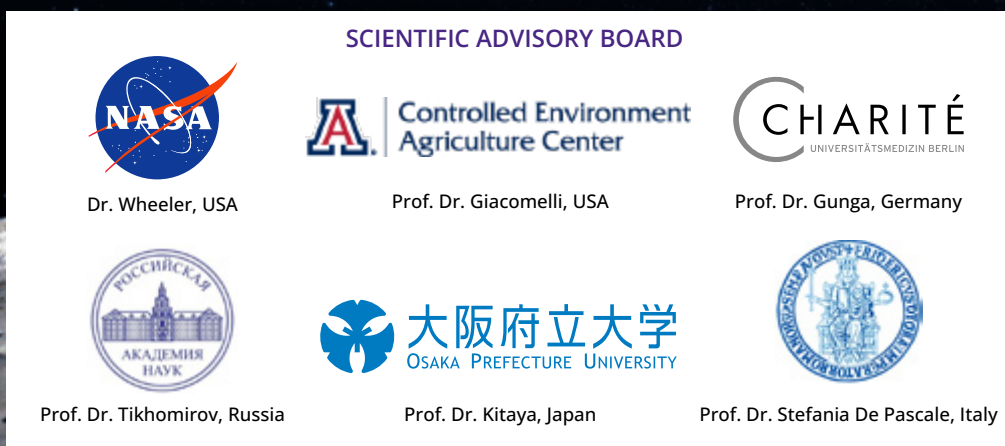 SCIENTIFIC ADVISORY BOARD
NASA
Controlled Environment
Agriculture Center
A
CHARITÉ
UNIVERSITÄTSMEDIZIN BERLIN
Dr. Wheeler, USA
Prof. Dr. Giacomelli, USA
Prof. Dr. Gunga, Germany
РОССИЙСКАЯ
АКАДЕМИЯ
НАУК
大阪府立大学
OSAKA PREFECTURE UNIVERSITY
Prof. Dr. Tikhomirov, Russia
Prof. Dr. Kitaya, Japan
Prof. Dr. Stefania De Pascale, Italy